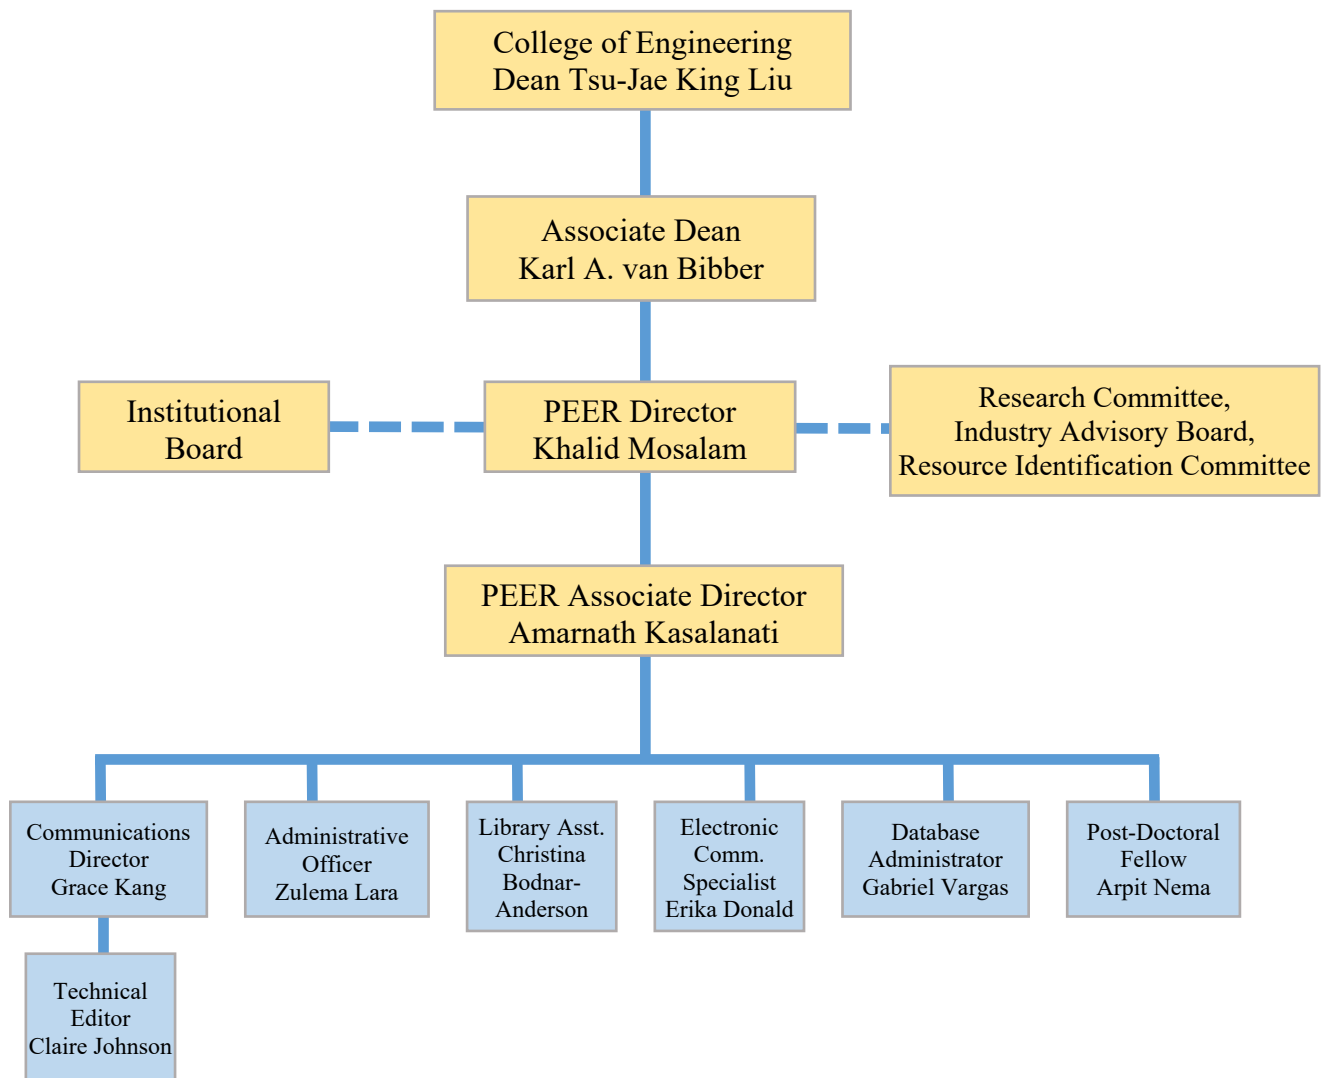 College of Engineering
Dean Tsu-Jae King Liu
Associate Dean
Karl A. van Bibber
Institutional
Board
PEER Director
Khalid Mosalam
Research Committee,
Industry Advisory Board,
Resource Identification Committee
PEER Associate Director
Amarnath Kasalanati
Communications
Director
Grace Kang
Administrative
Officer
Zulema Lara
Library Asst.
Christina
Bodnar-
Anderson
Electronic
Comm.
Specialist
Erika Donald
Database
Administrator
Gabriel Vargas
Post-Doctoral
Fellow
Arpit Nema
Technical
Editor
Claire Johnson